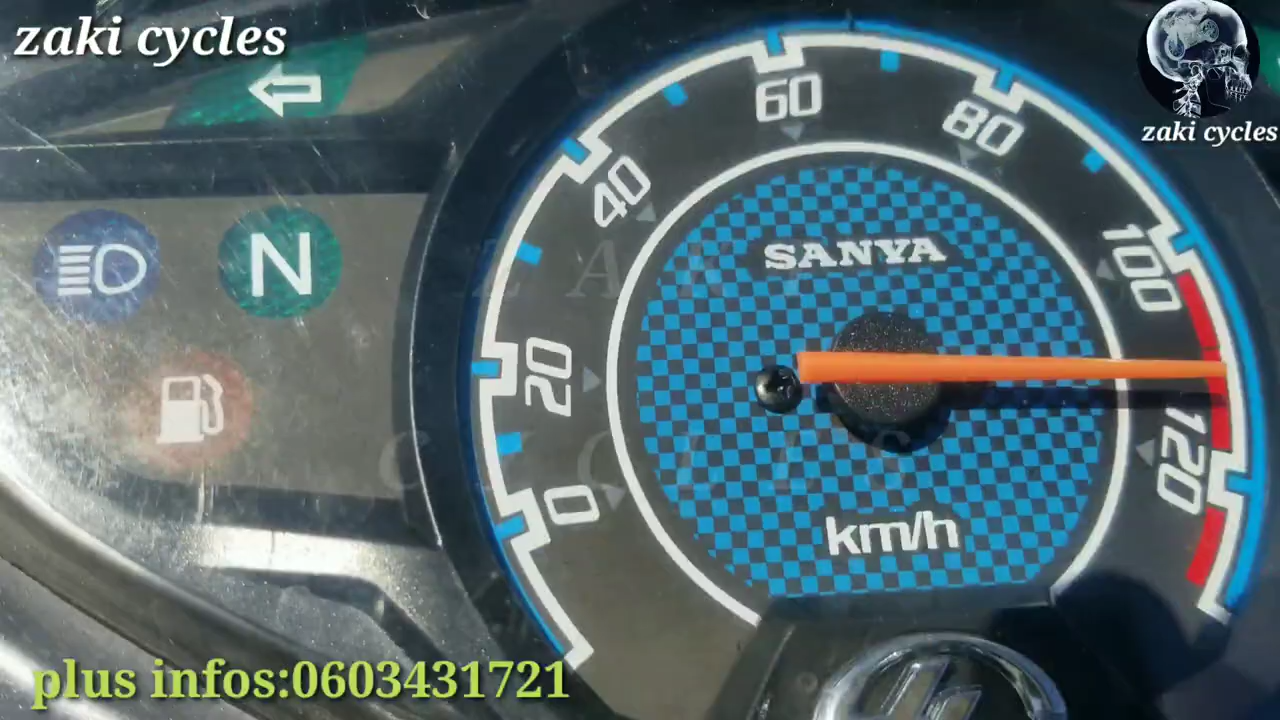 zaki cycles
zaki cycles
60
80
40
100
N
SANYA
20
120
0
km/h
Z A K I
C Y C L E S
plus infos:0603431721